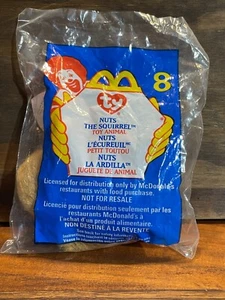 8
ty
NUTS
THE SQUIRREL™
TOY ANIMAL
NUTS
L'ÉCUREUIL™
PETIT TOUTOU
NUTS
LA ARDILLA™
JUGUETE DE ANIMAL
Licensed for distribution only by McDonald's
restaurants with food purchase.
NOT FOR RESALE
Licencié pour distribution seulement par les
restaurants McDonald's à
l'achat d'un produit alimentaire.
NON DESTINÉ À LA REVENTE